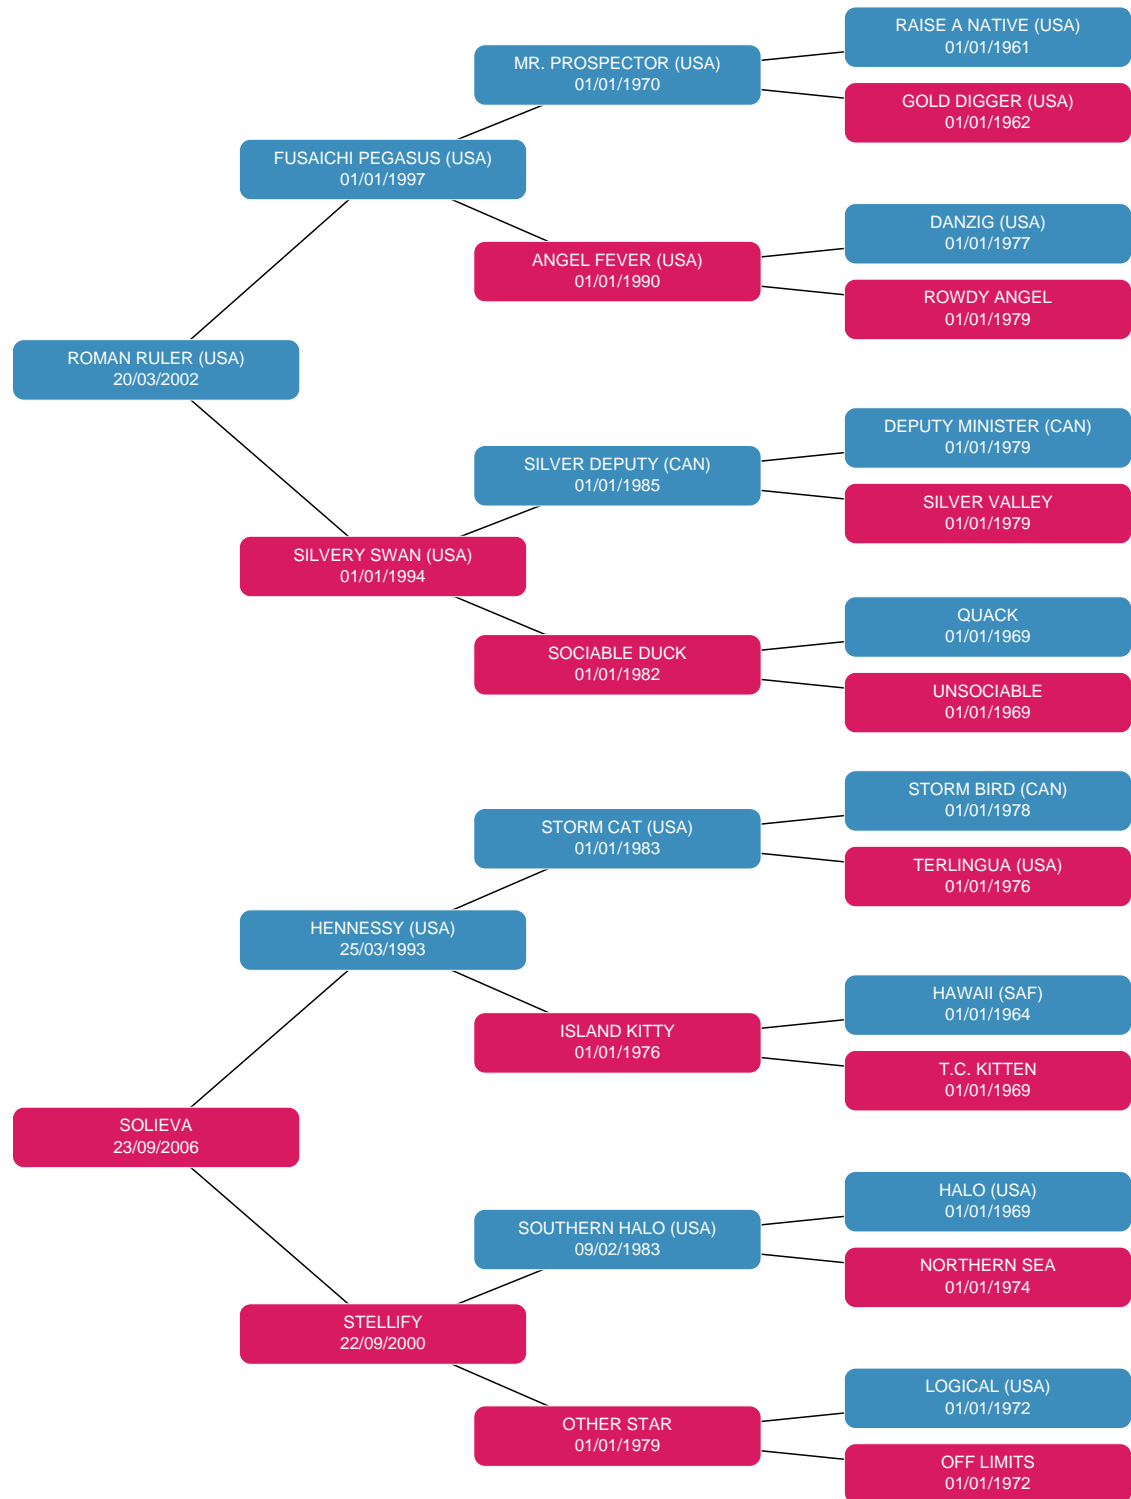 RAISE A NATIVE (USA)
01/01/1961
MR. PROSPECTOR (USA)
01/01/1970
GOLD DIGGER (USA)
01/01/1962
FUSAICHI PEGASUS (USA)
01/01/1997
DANZIG (USA)
01/01/1977
ANGEL FEVER (USA)
01/01/1990
ROWDY ANGEL
01/01/1979
ROMAN RULER (USA)
20/03/2002
DEPUTY MINISTER (CAN)
01/01/1979
SILVER DEPUTY (CAN)
01/01/1985
SILVER VALLEY
01/01/1979
SILVERY SWAN (USA)
01/01/1994
QUACK
01/01/1969
SOCIABLE DUCK
01/01/1982
UNSOCIABLE
01/01/1969
STORM BIRD (CAN)
01/01/1978
STORM CAT (USA)
01/01/1983
TERLINGUA (USA)
01/01/1976
HENNESSY (USA)
25/03/1993
HAWAII (SAF)
01/01/1964
ISLAND KITTY
01/01/1976
T.C. KITTEN
01/01/1969
SOLIEVA
23/09/2006
HALO (USA)
01/01/1969
SOUTHERN HALO (USA)
09/02/1983
NORTHERN SEA
01/01/1974
STELLIFY
22/09/2000
LOGICAL (USA)
01/01/1972
OTHER STAR
01/01/1979
OFF LIMITS
01/01/1972